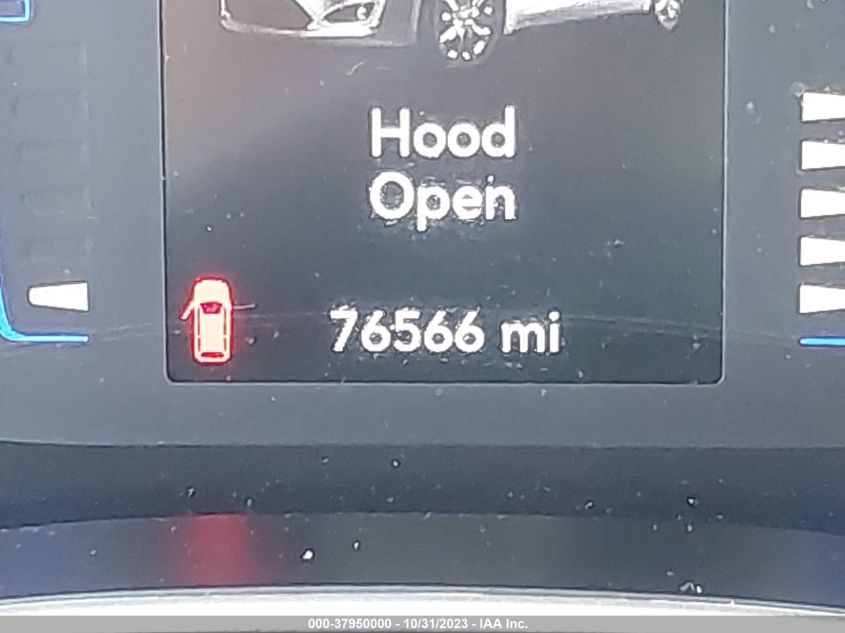 Hood
Open
76566 mi
000-37950000 - 10/31/2023 - IAA Inc.